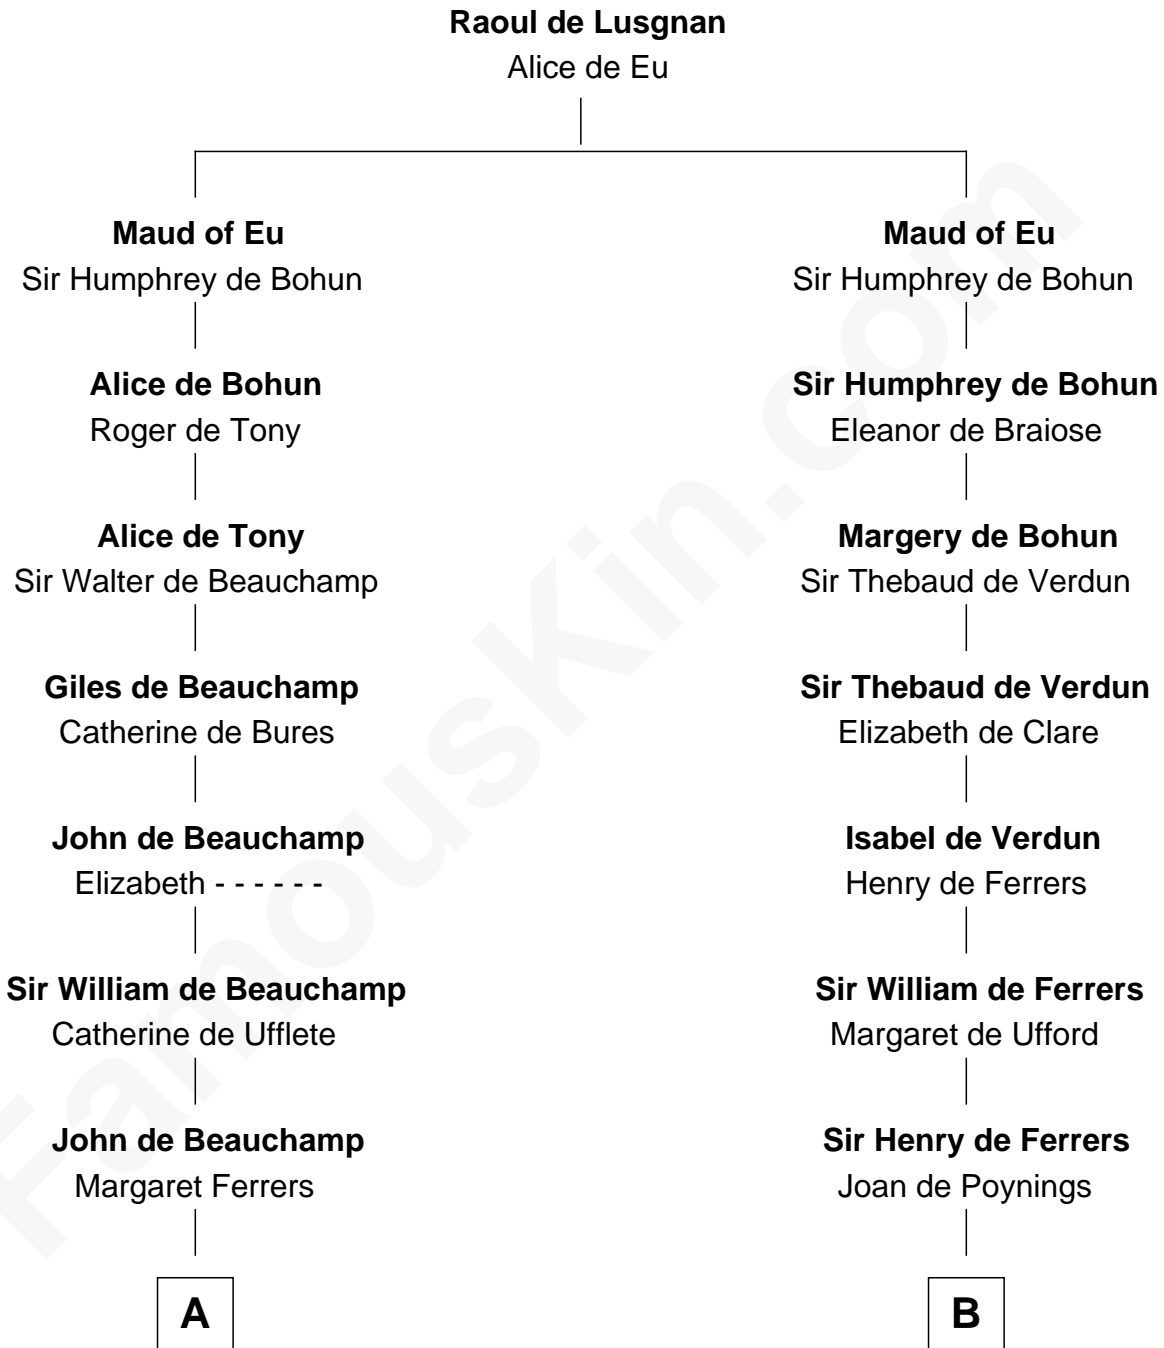 Raoul de Lusgnan
Alice de Eu
Maud of Eu
Sir Humphrey de Bohun
Maud of Eu
Sir Humphrey de Bohun
Alice de Bohun
Roger de Tony
Sir Humphrey de Bohun
Eleanor de Braiose
Alice de Tony
Sir Walter de Beauchamp
Margery de Bohun
Sir Thebaud de Verdun
Giles de Beauchamp
Catherine de Bures
Sir Thebaud de Verdun
Elizabeth de Clare
John de Beauchamp
Elizabeth - - - - - -
Isabel de Verdun
Henry de Ferrers
Sir William de Beauchamp
Catherine de Ufflete
Sir William de Ferrers
Margaret de Ufford
John de Beauchamp
Margaret Ferrers
Sir Henry de Ferrers
Joan de Poynings
A
B
FamousKin.com